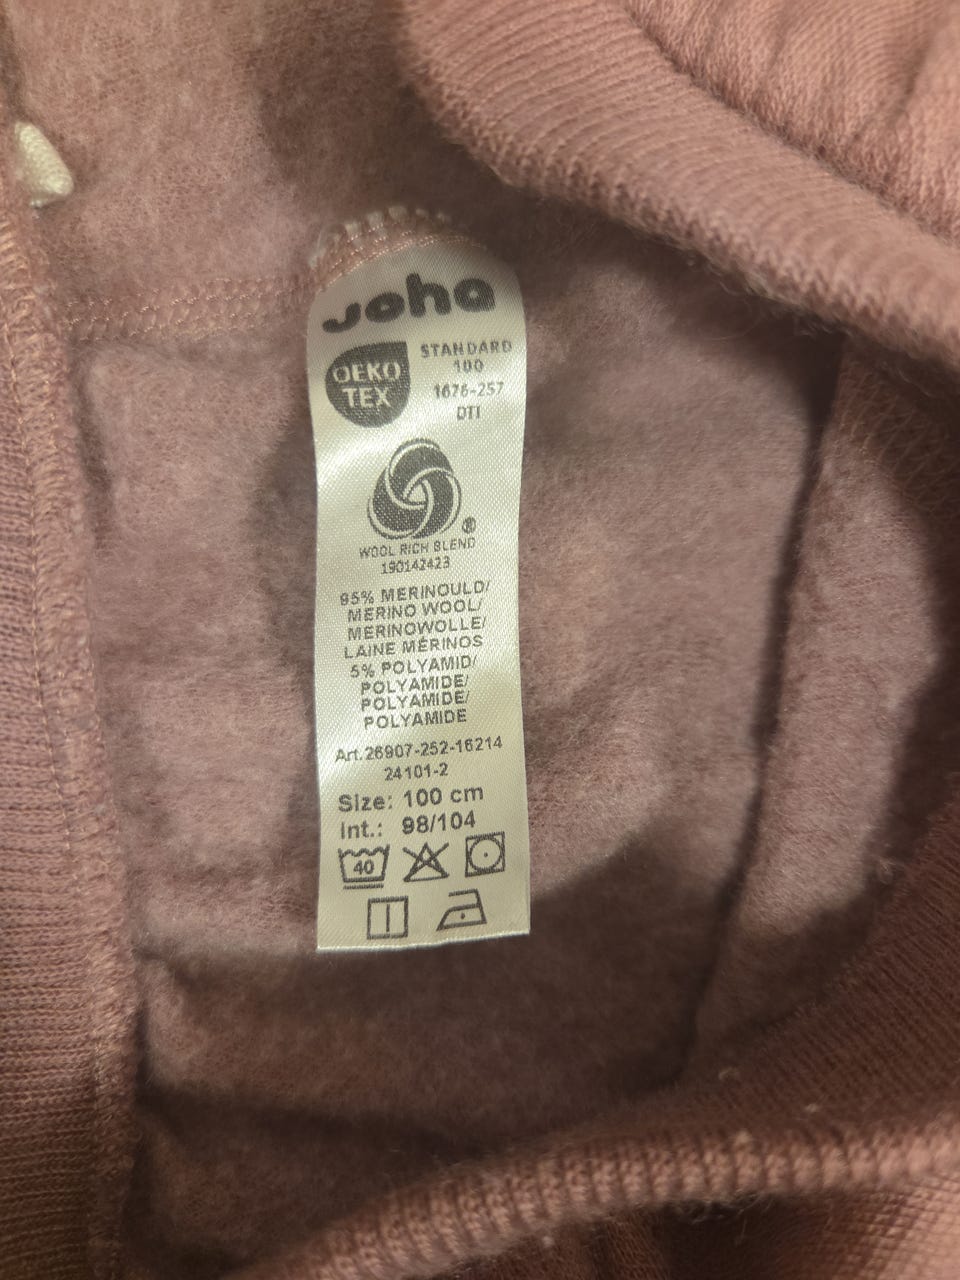 joha
OEKO
TEX
STANDARD
100
1676-257
DTI
®
WOOL RICH BLEND
190142423
95% MERINOULD/
MERINO WOOL/
MERINOWOLLE/
LAINE MÉRINOS
5% POLYAMID/
POLYAMIDE/
POLYAMIDE/
POLYAMIDE
Art.26907-252-16214
24101-2
Size: 100 cm
Int.: 98/104
40